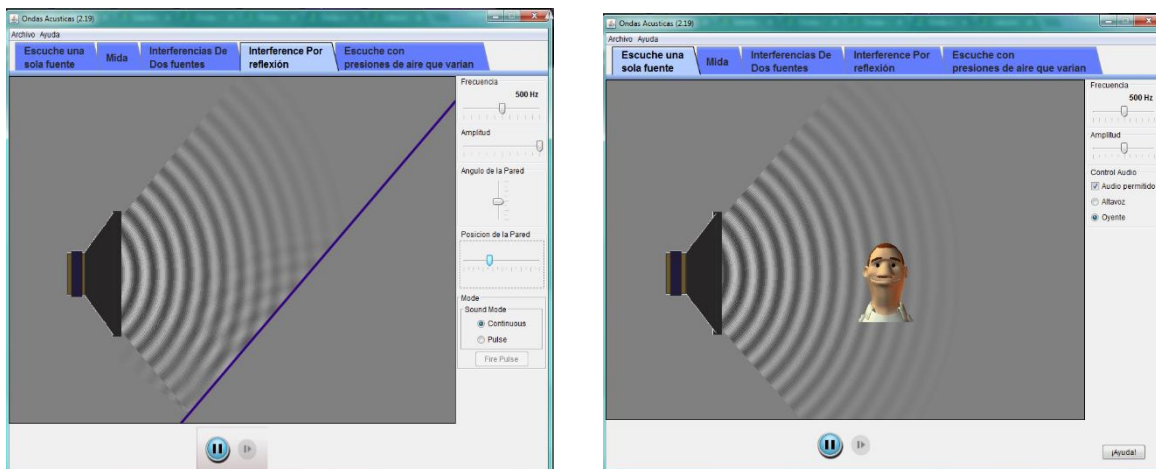 Ondas Acusticas (2.19)
Archivo Ayuda
Escuche una
sola fuente
Mida
Interferencias De
Dos fuentes
Interference Por
reflexión
Escuche con
presiones de aire que varian
Frecuencia
500 Hz
Amplitud
Angulo de la Pared
Posicion de la Pared
Mode
Sound Mode
Continuous
Pulse
Fire Pulse
Ondas Acusticas (2.19)
Archivo Ayuda
Escuche una
sola fuente
Mida
Interferencias De
Dos fuentes
Interference Por
reflexión
Escuche con
presiones de aire que varian
Frecuencia
500 Hz
Amplitud
Control Audio
Audio permitido
Altavoz
Oyente
¡Ayuda!